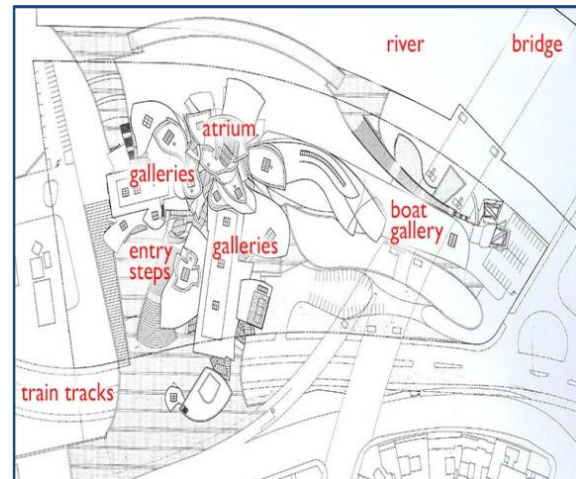 river
bridge
atrium
galleries
boat
gallery
entry
steps
galleries
train tracks